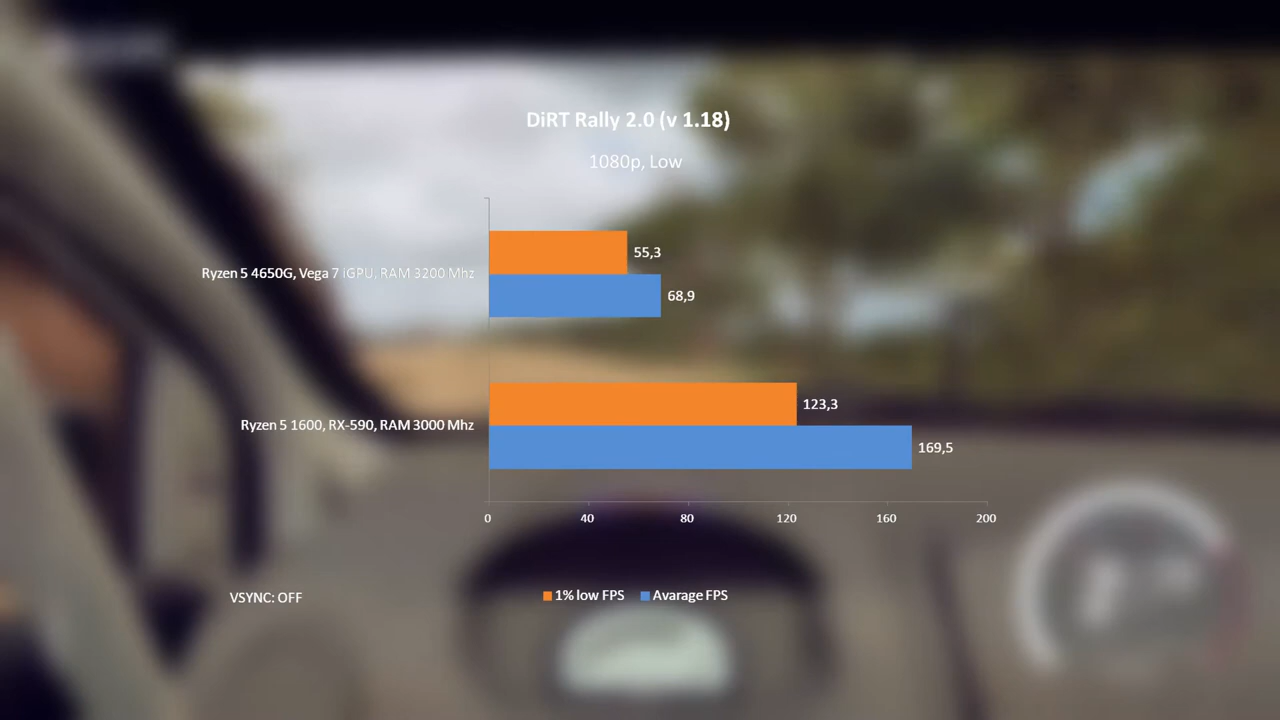 DiRT Rally 2.0 (v 1.18)
1080p, Low
55,3
Ryzen 5 4650G, Vega 7 iGPU, RAM 3200 Mhz
68,9
123,3
Ryzen 5 1600, RX-590, RAM 3000 Mhz
169,5
0 40 80 120 160 200
VSYNC: OFF
1% low FPS Avarage FPS